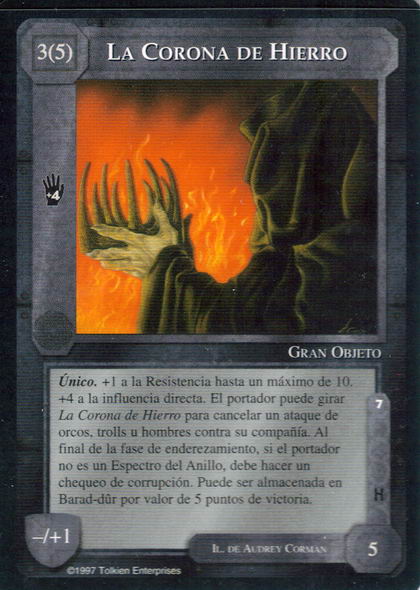 3(5)
LA CORONA DE HIERRO
+4
GRAN OBJETO
Único. +1 a la Resistencia hasta un máximo de 10.
+4 a la influencia directa. El portador puede girar
La Corona de Hierro para cancelar un ataque de
orcos, trolls u hombres contra su compañía. Al
final de la fase de enderezamiento, si el portador
no es un Espectro del Anillo, debe hacer un
chequeo de corrupción. Puede ser almacenada en
Barad-dûr por valor de 5 puntos de victoria.
7
H
–/+1
IL. DE AUDREY CORMAN
5
©1997 Tolkien Enterprises